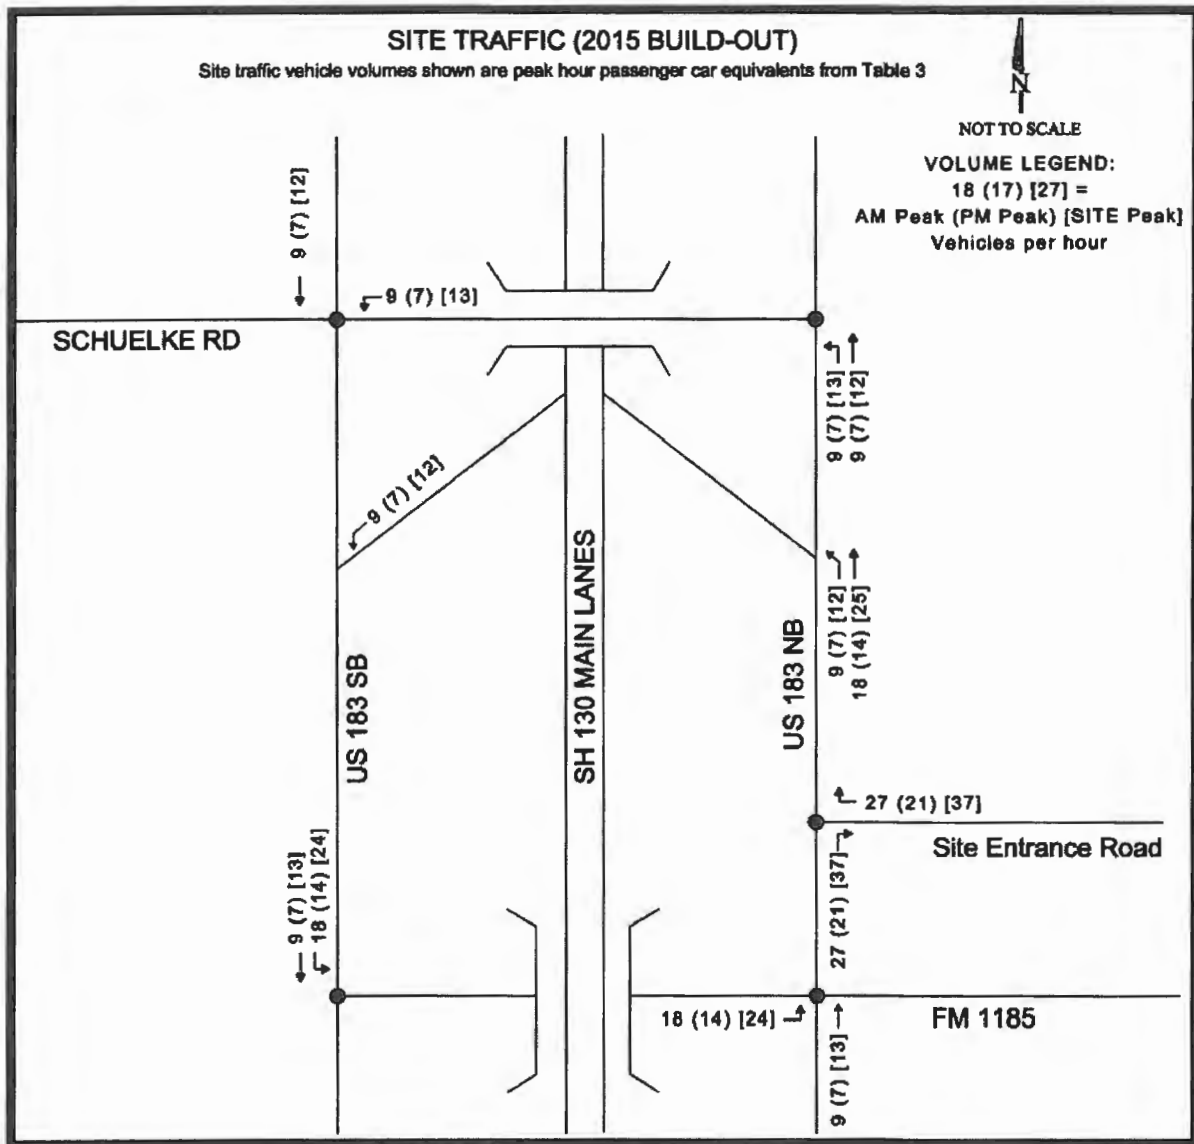 SITE TRAFFIC (2015 BUILD-OUT)
Site traffic vehicle volumes shown are peak hour passenger car equivalents from Table 3
N
NOT TO SCALE
VOLUME LEGEND:
18 (17) [27] =
AM Peak (PM Peak) [SITE Peak]
Vehicles per hour
9 (7) [12]
9 (7) [13]
SCHUELKE RD
9 (7) [13]
9 (7) [12]
9 (7) [12]
9 (7) [12]
18 (14) [25]
US 183 SB
SH 130 MAIN LANES
US 183 NB
27 (21) [37]
Site Entrance Road
27 (21) [37]
9 (7) [13]
18 (14) [24]
18 (14) [24]
FM 1185
9 (7) [13]